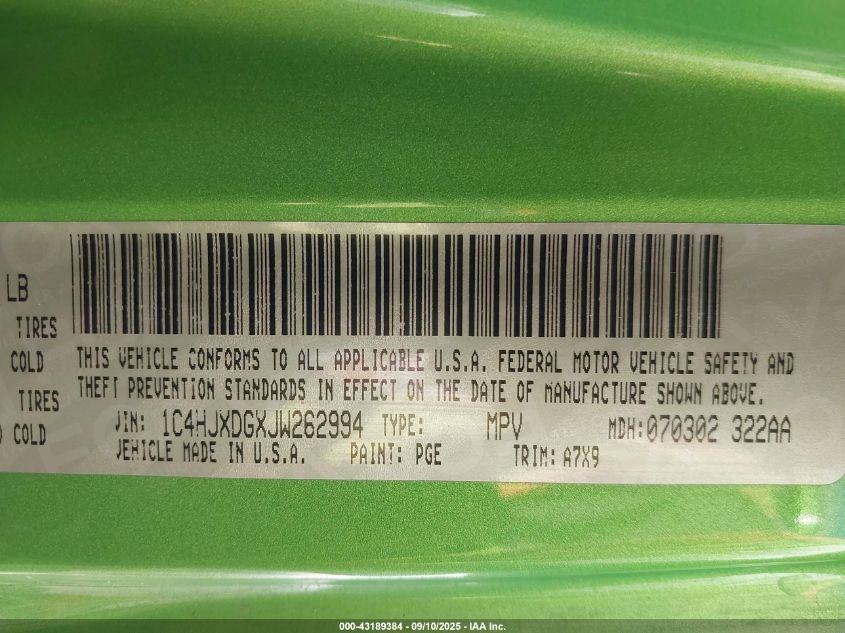 LB
TIRES
COLD
TIRES
COLD
THIS VEHICLE CONFORMS TO ALL APPLICABLE U.S.A. FEDERAL MOTOR VEHICLE SAFETY AND
THEFT PREVENTION STANDARDS IN EFFECT ON THE DATE OF MANUFACTURE SHOWN ABOVE.
VIN: 1C4HJXDGXJW262994 TYPE: MPV MDH:070302 322AA
VEHICLE MADE IN U.S.A. PAINT: PGE TRIM: A7X9
000-43189384 - 09/10/2025 - IAA Inc.